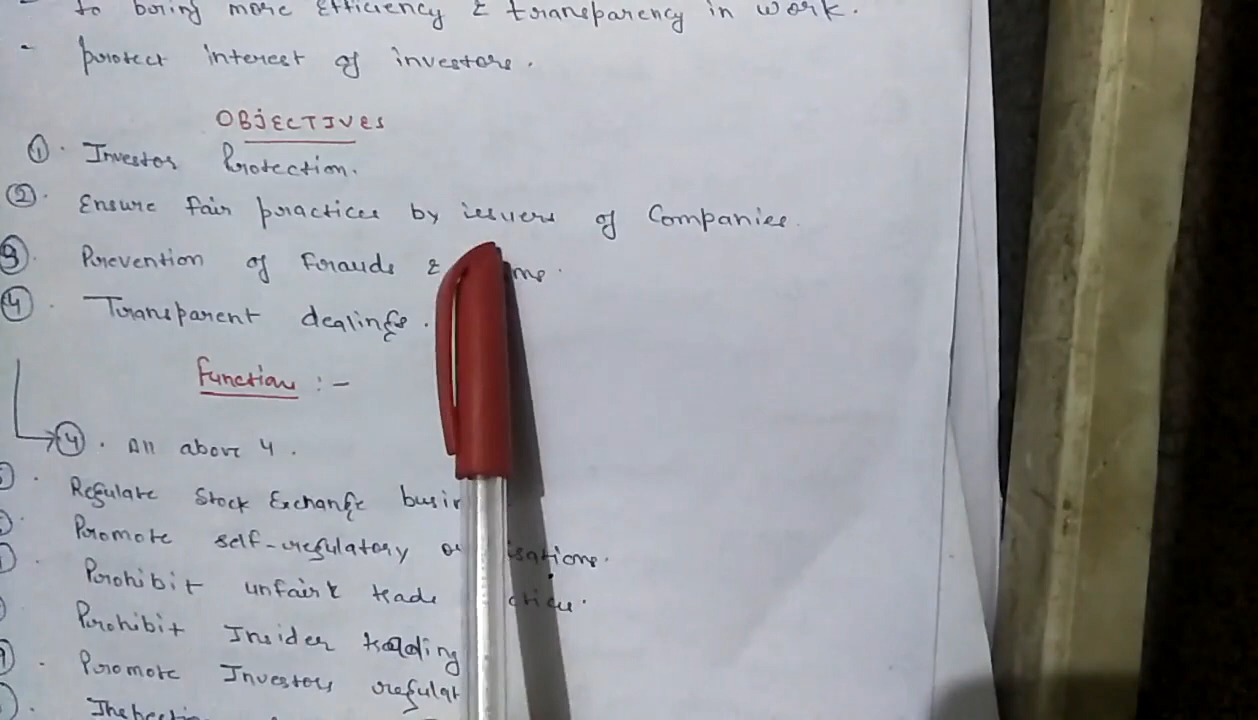 to bring more Efficiency & transparency in work.
- protect interest of investors.
OBJECTIVES
①. Investor Protection.
②. Ensure fair practices by issuers of Companies.
③. Prevention of Frauds &
④. Transparent dealings.
Function :-
→④. All above 4.
Regulate Stock Exchange
Promote self-regulatory
Prohibit unfair trade
Prohibit Insider trading
Promote Investors